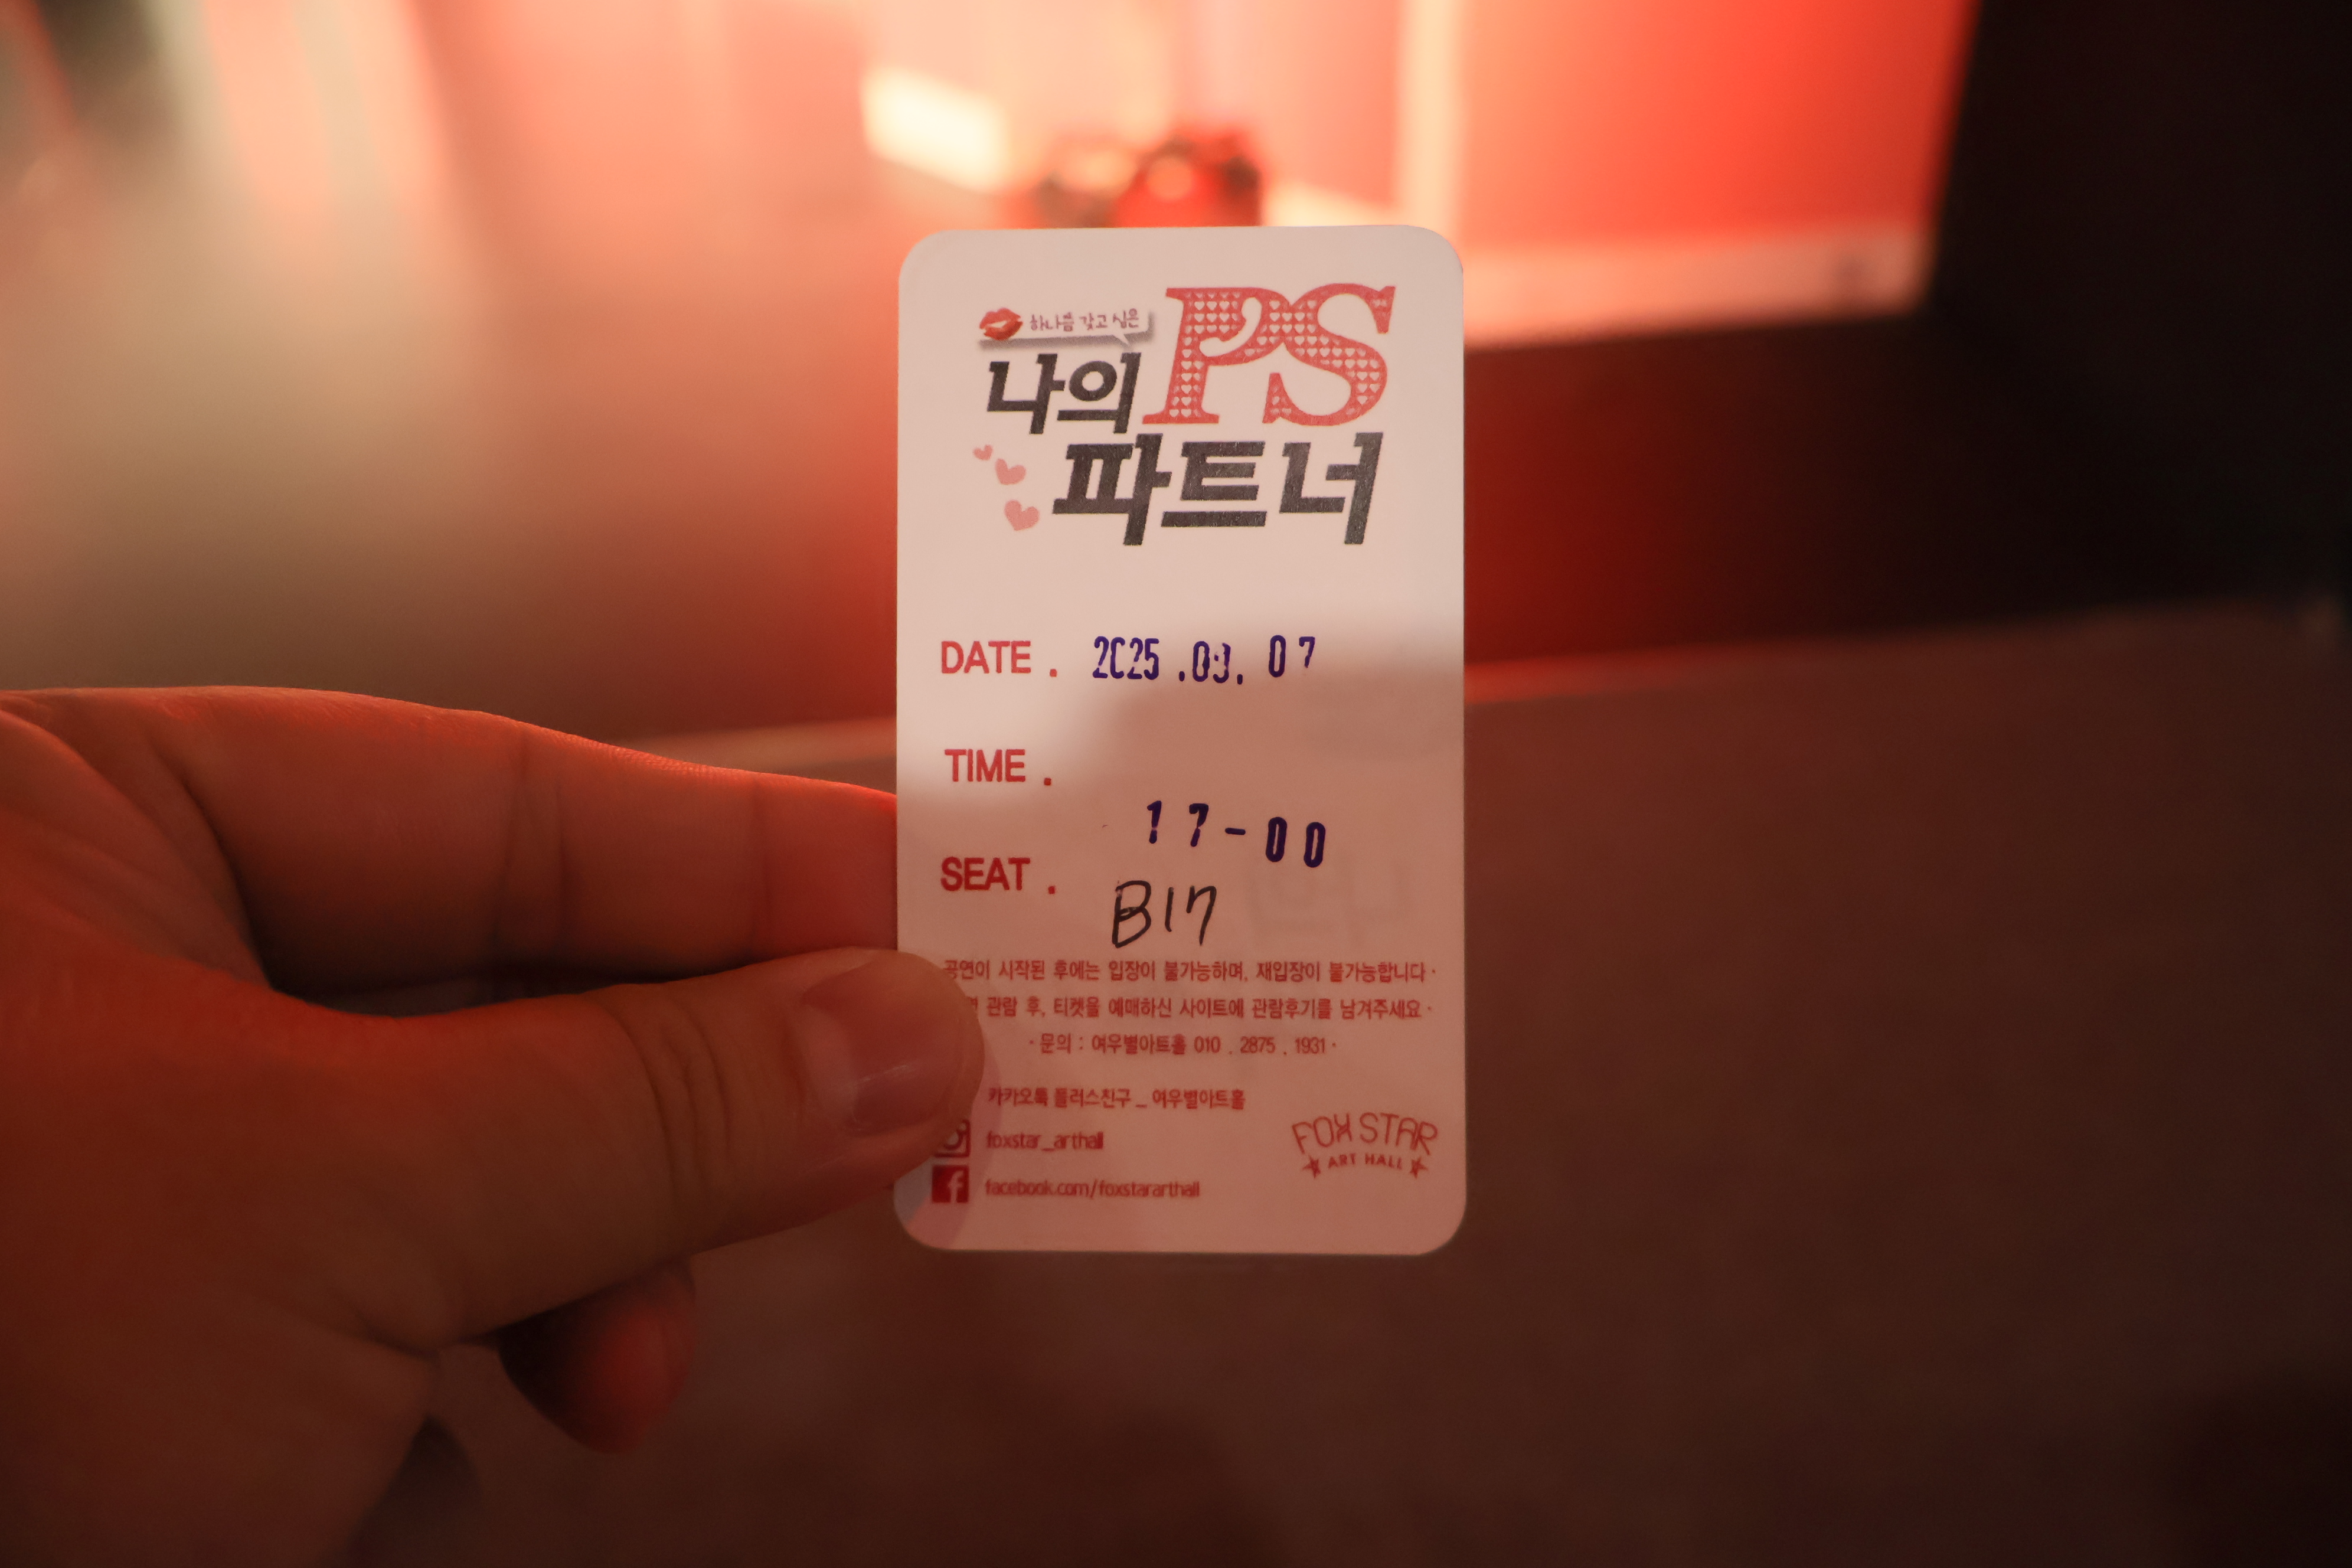 하나쯤 갖고 싶은
나의 PS
파트너
DATE . 2025 .09. 07
TIME .
17-00
SEAT . B17
공연이 시작된 후에는 입장이 불가능하며, 재입장이 불가능합니다 ·
관람 후, 티켓을 예매하신 사이트에 관람후기를 남겨주세요 ·
· 문의 : 여우별아트홀 010 . 2875 . 1931 ·
카카오톡 플러스친구 _ 여우별아트홀
foxstar_arthall
facebook.com/foxstararthall
FOX STAR
ART HALL